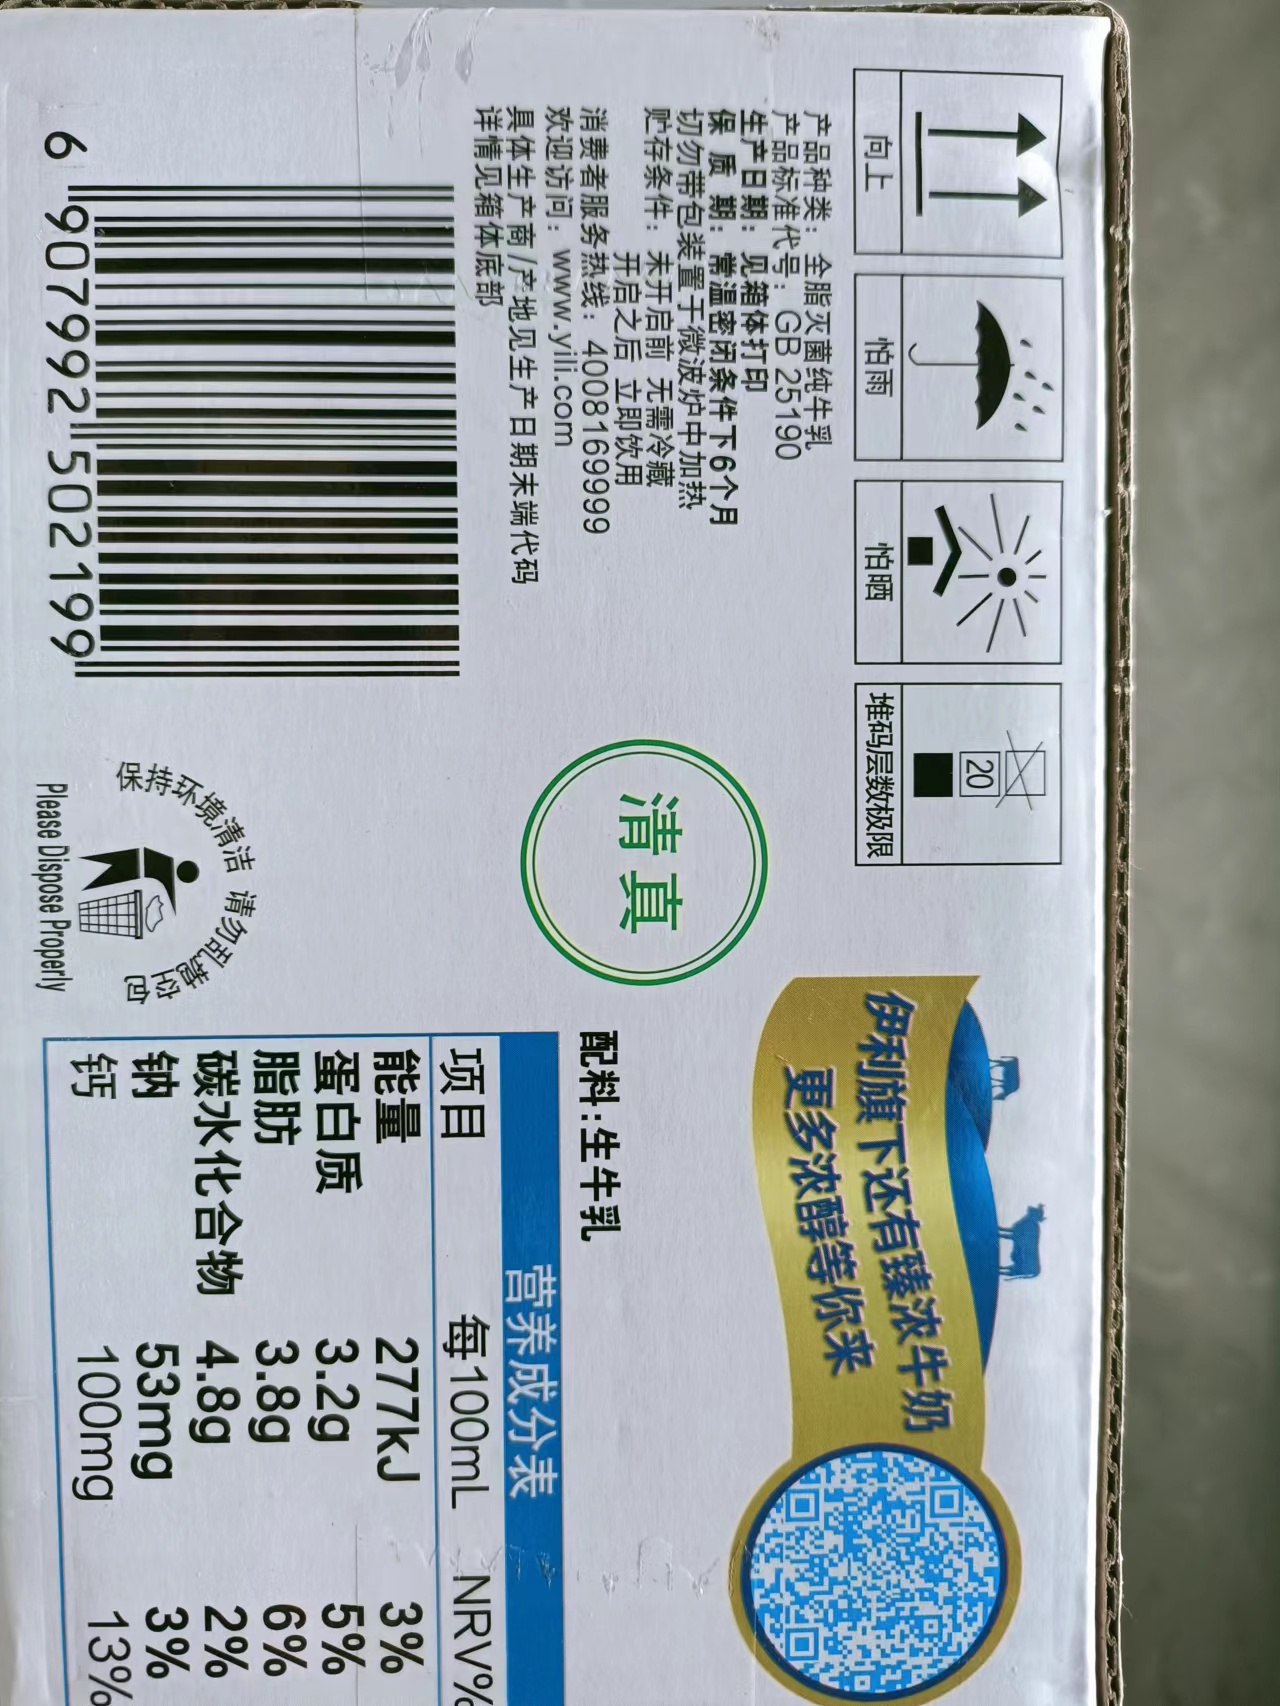 向上
怕雨
怕晒
20
堆码层数极限
产品种类：全脂灭菌纯牛乳
产品标准代号：GB 25190
生产日期：见箱体打印
保 质 期：常温密闭条件下6个月
切勿带包装置于微波炉中加热
贮存条件：未开启前 无需冷藏
开启之后 立即饮用
消费者服务热线：4008169999
欢迎访问：www.yili.com
具体生产商/产地见生产日期末端代码
详情见箱体底部
6 907992 502199
清真
保持环境清洁 请勿乱
Please Dispose Properly
伊利旗下还有臻浓牛奶
更多浓醇等你来
配料：生牛乳
营养成分表
项目 每100mL NRV%
能量 277kJ 3%
蛋白质 3.2g 5%
脂肪 3.8g 6%
碳水化合物 4.8g 2%
钠 53mg 3%
钙 100mg 13%